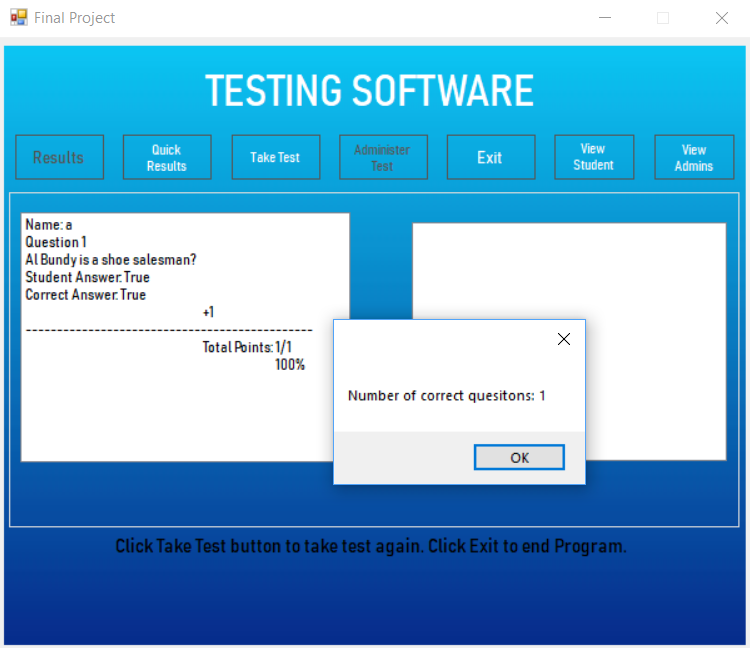 Final Project
TESTING SOFTWARE
Results
Quick
Results
Take Test
Administer
Test
Exit
View
Student
View
Admins
Name: a
Question 1
Al Bundy is a shoe salesman?
Student Answer: True
Correct Answer: True
+1
------------------------------------------------
Total Points: 1/1
100%
Number of correct quesitons: 1
OK
Click Take Test button to take test again. Click Exit to end Program.